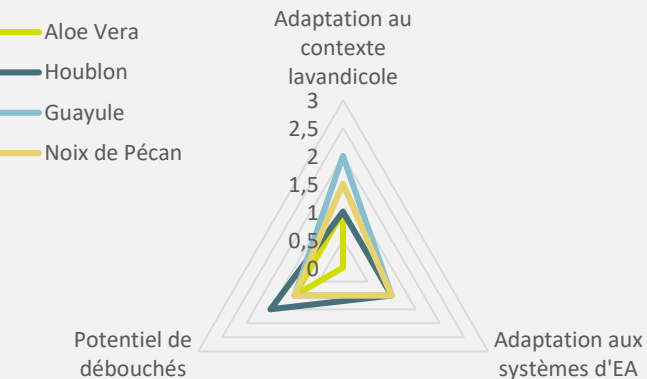 Aloe Vera
Houblon
Guayule
Noix de Pécan
Adaptation au
contexte
lavandicole
3
2,5
2
1,5
1
0,5
0
Potentiel de
débouchés
Adaptation aux
systèmes d'EA